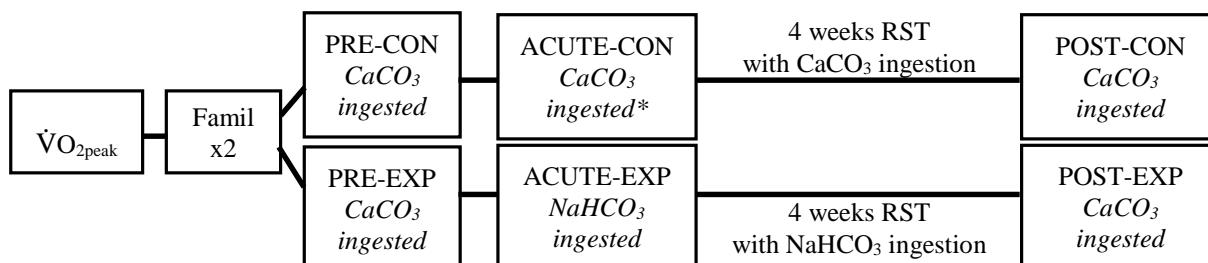 V̇O₂peak
Famil
x2
PRE-CON
CaCO₃
ingested
ACUTE-CON
CaCO₃
ingested*
4 weeks RST
with CaCO₃ ingestion
POST-CON
CaCO₃
ingested
PRE-EXP
CaCO₃
ingested
ACUTE-EXP
NaHCO₃
ingested
4 weeks RST
with NaHCO₃ ingestion
POST-EXP
CaCO₃
ingested